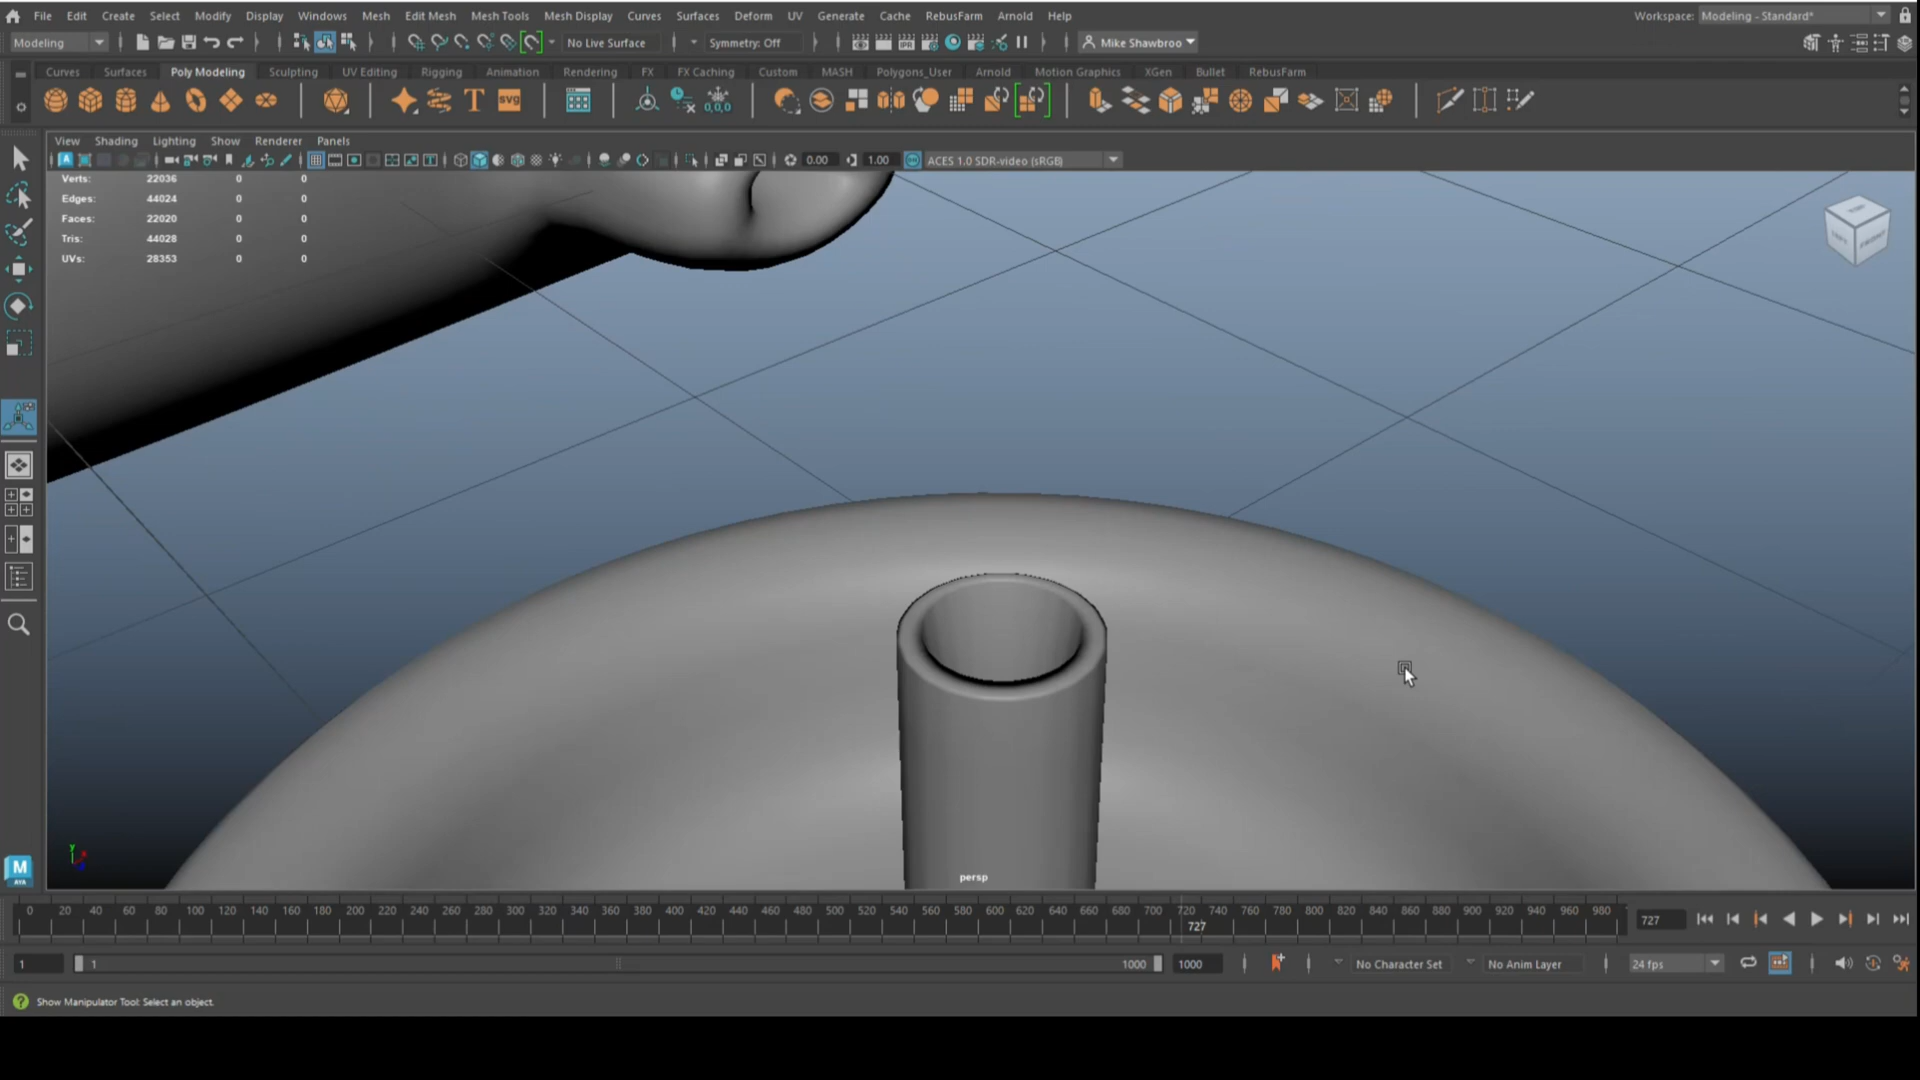 File Edit Create Select Modify Display Windows Mesh Edit Mesh Mesh Tools Mesh Display Curves Surfaces Deform UV Generate Cache RebusFarm Arnold Help Workspace: Modeling - Standard*
Modeling No Live Surface Symmetry: Off IPR Mike Shawbroo
Curves Surfaces Poly Modeling Sculpting UV Editing Rigging Animation Rendering FX FX Caching Custom MASH Polygons_User Arnold Motion Graphics XGen Bullet RebusFarm
T SVG 0,0,0
View Shading Lighting Show Renderer Panels
0.00 1.00 ACES 1.0 SDR-video (sRGB)
Verts: 22036 0 0
Edges: 44024 0 0
Faces: 22020 0 0
Tris: 44028 0 0
UVs: 28353 0 0
TOP
FRONT
M
AYA
y
persp
0 20 40 60 80 100 120 140 160 180 200 220 240 260 280 300 320 340 360 380 400 420 440 460 480 500 520 540 560 580 600 620 640 660 680 700 720 740 760 780 800 820 840 860 880 900 920 940 960 980
727 727
1 1 1000 1000 No Character Set No Anim Layer 24 fps
Show Manipulator Tool: Select an object.